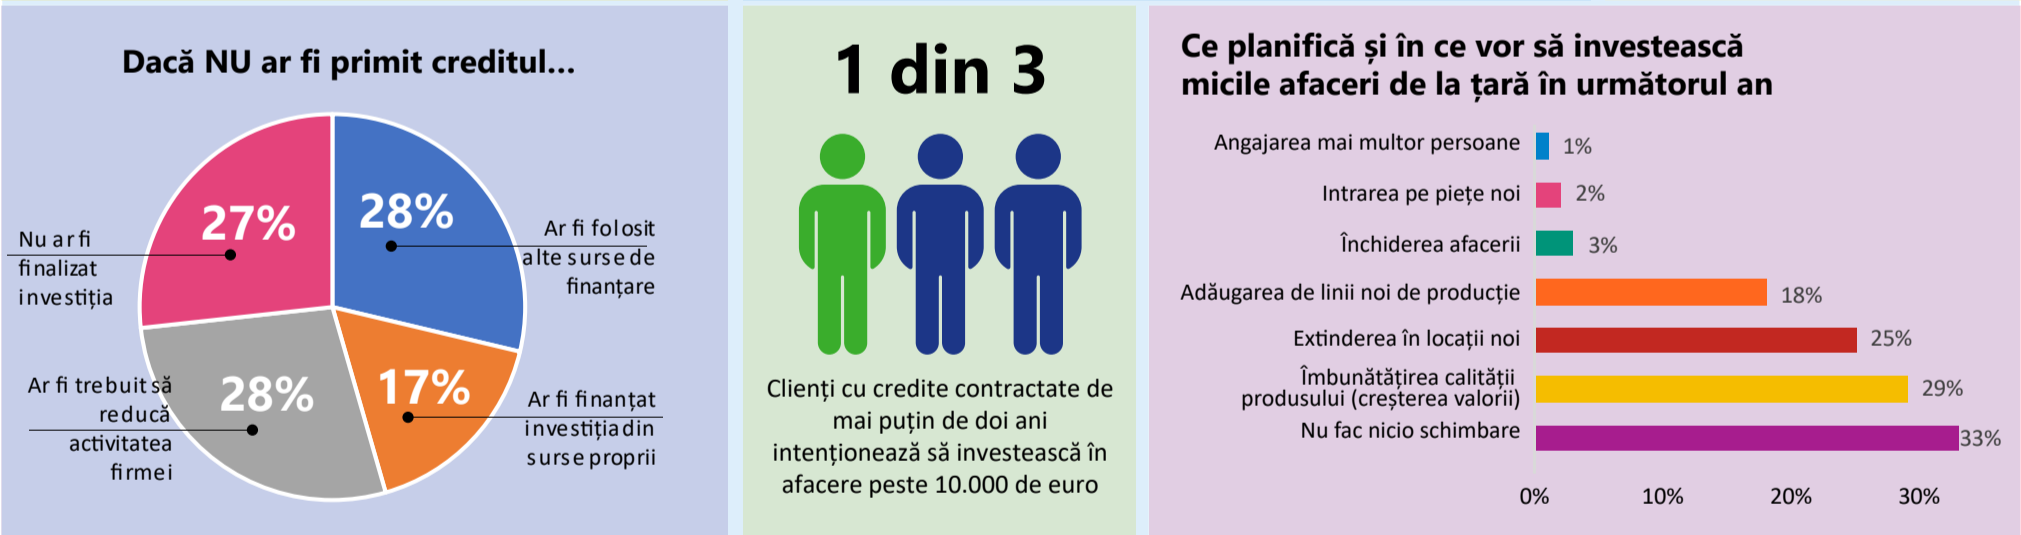 Dacă NU ar fi primit creditul...
27%
28%
28%
17%
Nu ar fi
finalizat
investiția
Ar fi folosit
alte surse de
finanțare
Ar fi trebuit să
reducă
activitatea
firmei
Ar fi finanțat
investiția din
surse proprii
1 din 3
Clienți cu credite contractate de
mai puțin de doi ani
intenționează să investească în
afacere peste 10.000 de euro
Ce planifică și în ce vor să investească
micile afaceri de la țară în următorul an
Angajarea mai multor persoane 1%
Intrarea pe piețe noi 2%
Închiderea afacerii 3%
Adăugarea de linii noi de producție 18%
Extinderea în locații noi 25%
Îmbunătățirea calității
produsului (creșterea valorii) 29%
Nu fac nicio schimbare 33%
0% 10% 20% 30%